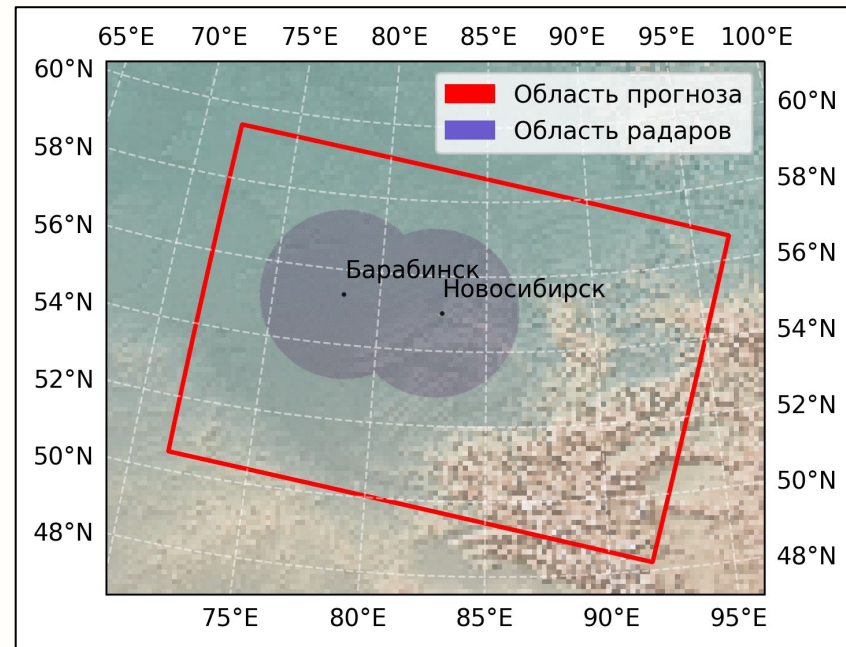 65°E 70°E 75°E 80°E 85°E 90°E 95°E 100°E
Область прогноза
Область радаров
60°N 60°N
58°N 58°N
56°N 56°N
Барабинск
Новосибирск
54°N 54°N
52°N 52°N
50°N 50°N
48°N 48°N
75°E 80°E 85°E 90°E 95°E